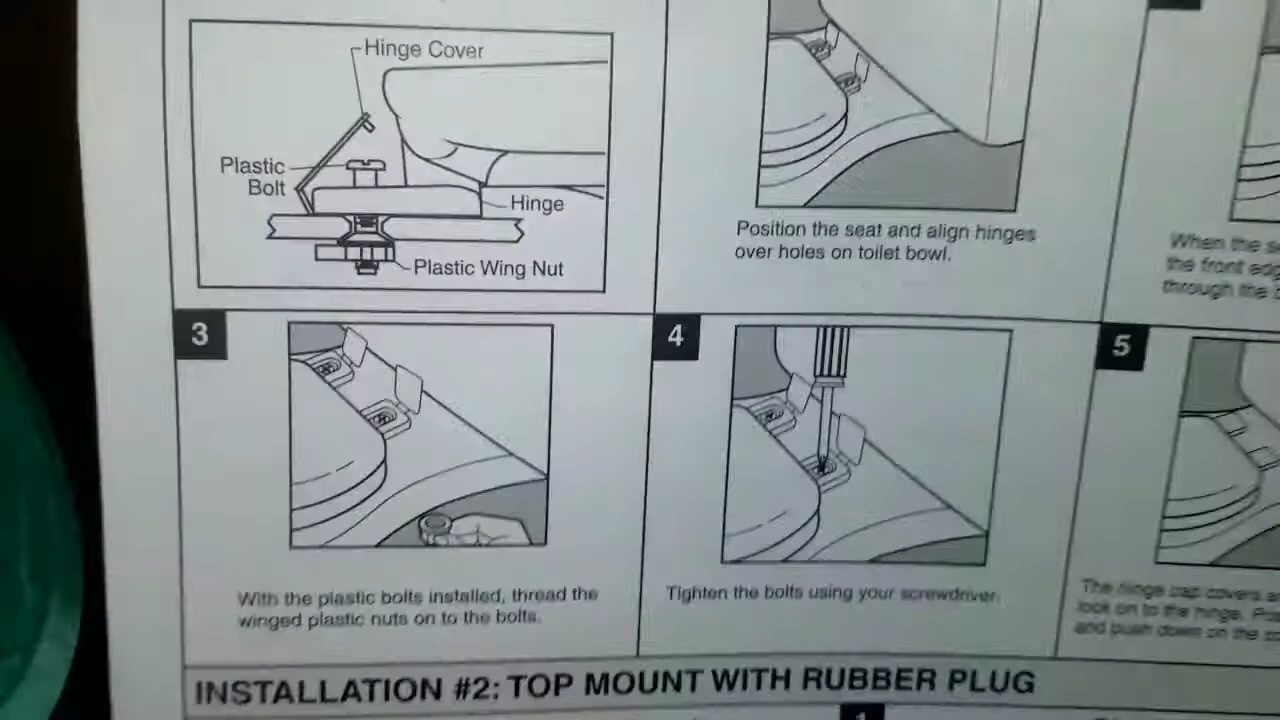 Hinge Cover
Plastic
Bolt
Hinge
Plastic Wing Nut
Position the seat and align hinges
over holes on toilet bowl.
When the
the front
through the
3
With the plastic bolts installed, thread the
winged plastic nuts on to the bolts.
4
Tighten the bolts using your screwdriver.
5
The hinge cap covers
lock on to the hinge.
and push down on the
INSTALLATION #2: TOP MOUNT WITH RUBBER PLUG
1